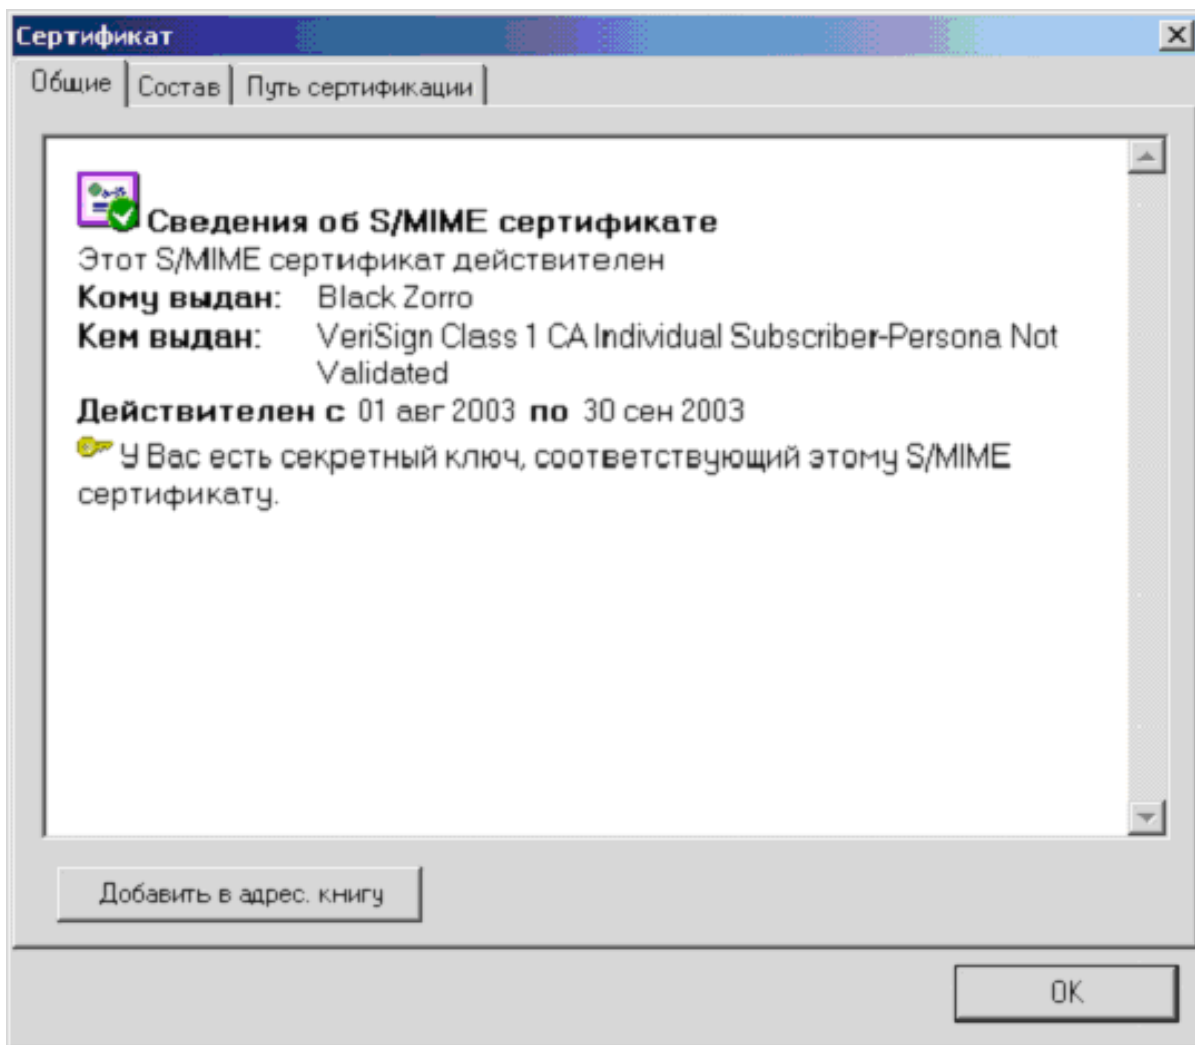 Сертификат
Общие Состав Путь сертификации
Сведения об S/MIME сертификате
Этот S/MIME сертификат действителен
Кому выдан: Black Zorro
Кем выдан: VeriSign Class 1 CA Individual Subscriber-Persona Not
Validated
Действителен с 01 авг 2003 по 30 сен 2003
У Вас есть секретный ключ, соответствующий этому S/MIME
сертификату.
Добавить в адрес. книгу
OK